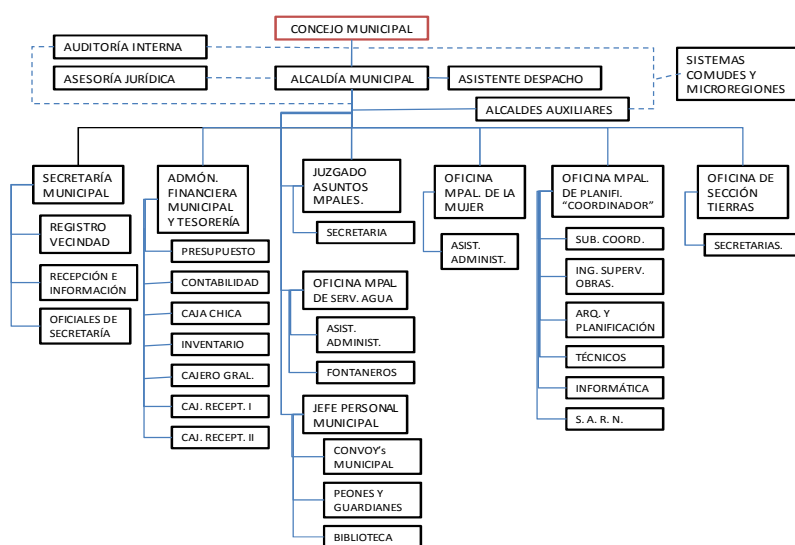 CONCEJO MUNICIPAL
AUDITORÍA INTERNA
ASESORÍA JURÍDICA
ALCALDÍA MUNICIPAL
ASISTENTE DESPACHO
SISTEMAS
COMUDES Y
MICROREGIONES
ALCALDES AUXILIARES
SECRETARÍA
MUNICIPAL
REGISTRO
VECINDAD
RECEPCIÓN E
INFORMACIÓN
OFICIALES DE
SECRETARÍA
ADMÓN.
FINANCIERA
MUNICIPAL
Y TESORERÍA
PRESUPUESTO
CONTABILIDAD
CAJA CHICA
INVENTARIO
CAJERO GRAL.
CAJ. RECEPT. I
CAJ. RECEPT. II
JUZGADO
ASUNTOS
MPALES.
SECRETARIA
OFICINA MPAL
DE SERV. AGUA
ASIST.
ADMINIST.
FONTANEROS
JEFE PERSONAL
MUNICIPAL
CONVOY's
MUNICIPAL
PEONES Y
GUARDIANES
BIBLIOTECA
OFICINA
MPAL. DE LA
MUJER
ASIST.
ADMINIST.
OFICINA MPAL.
DE PLANIFI.
“COORDINADOR”
SUB. COORD.
ING. SUPERV.
OBRAS.
ARQ. Y
PLANIFICACIÓN
TÉCNICOS
INFORMÁTICA
S. A. R. N.
OFICINA DE
SECCIÓN
TIERRAS
SECRETARIAS.